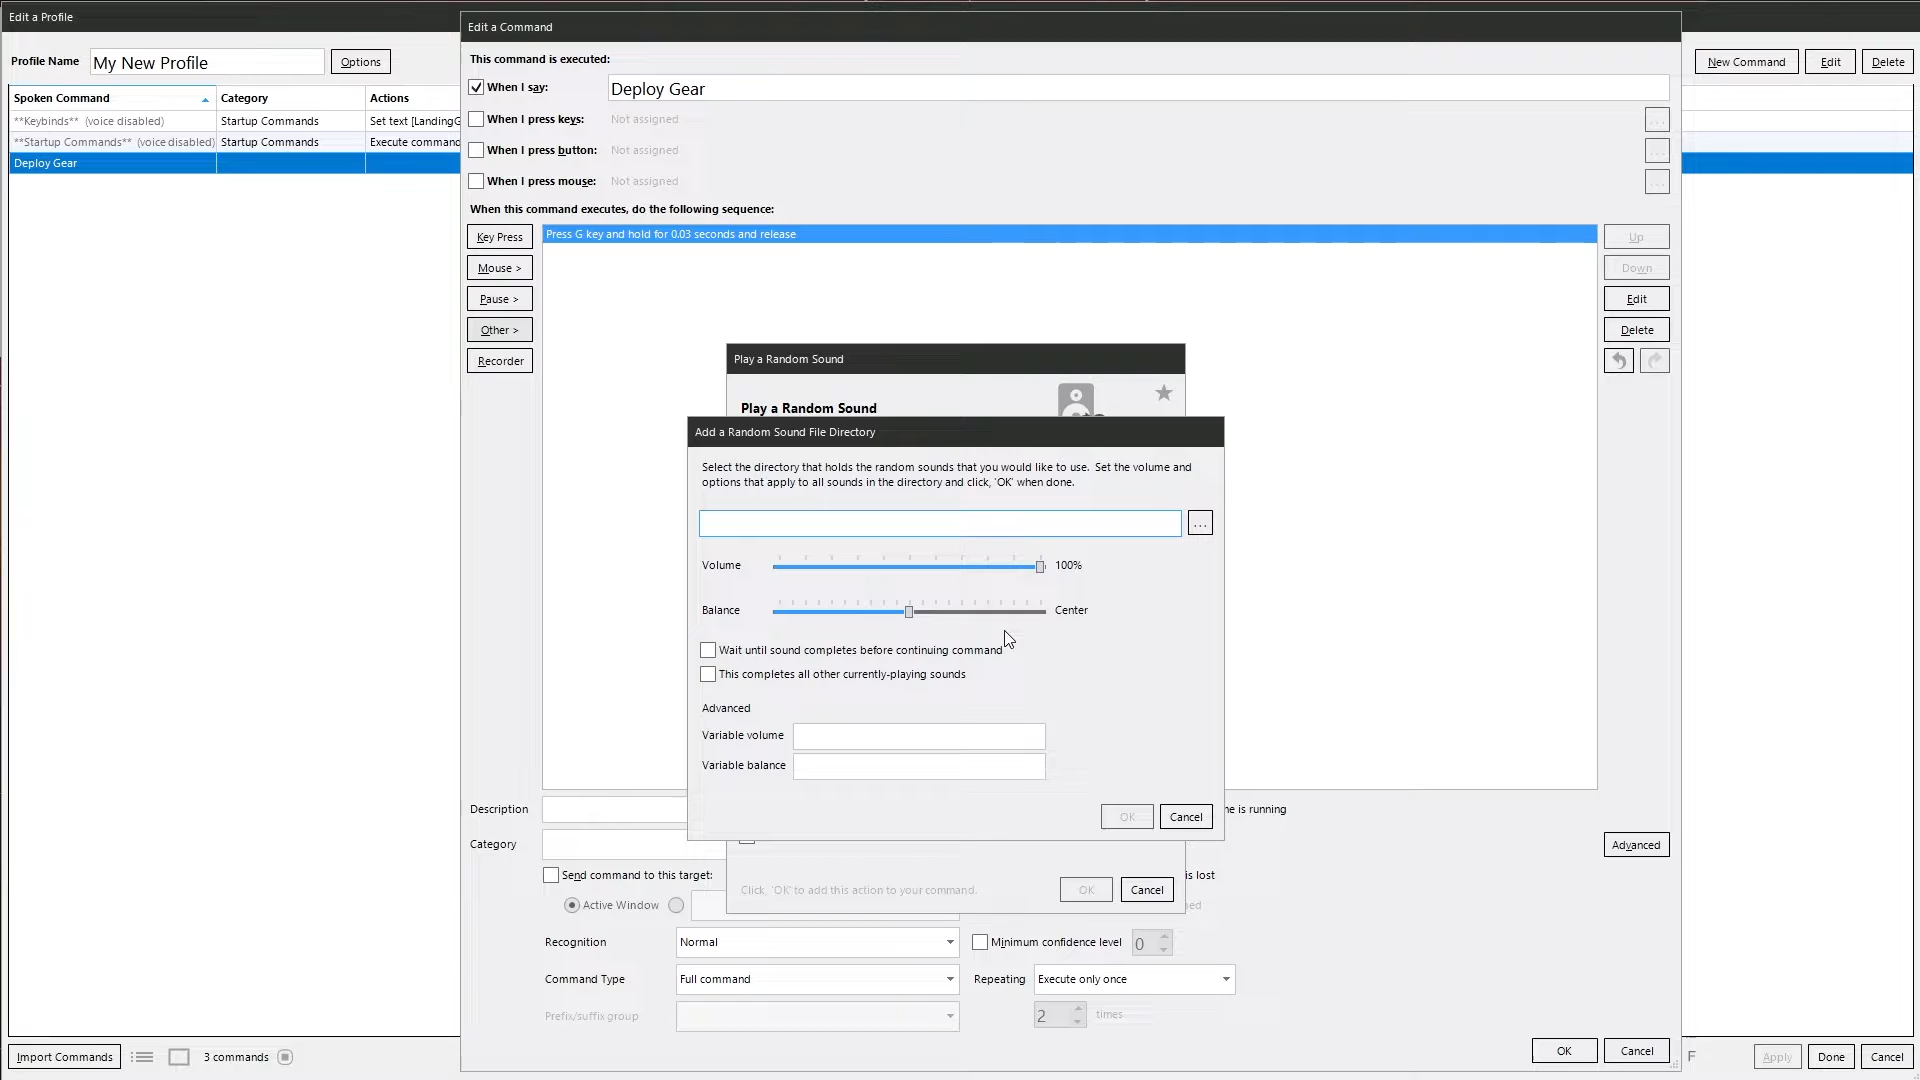 Edit a Profile
Edit a Command
Profile Name
My New Profile
Options
New Command
Edit
Delete
Spoken Command
Category
Actions
**Keybinds**  (voice disabled)
Startup Commands
Set text [LandingG
**Startup Commands**  (voice disabled)
Startup Commands
Execute command
Deploy Gear
This command is executed:
When I say:
Deploy Gear
When I press keys:
Not assigned
...
When I press button:
Not assigned
...
When I press mouse:
Not assigned
...
When this command executes, do the following sequence:
Key Press
Mouse >
Pause >
Other >
Recorder
Press G key and hold for 0.03 seconds and release
Up
Down
Edit
Delete
Play a Random Sound
Play a Random Sound
Add a Random Sound File Directory
Select the directory that holds the random sounds that you would like to use.  Set the volume and
options that apply to all sounds in the directory and click, 'OK' when done.
...
Volume
100%
Balance
Center
Wait until sound completes before continuing command
This completes all other currently-playing sounds
Advanced
Variable volume
Variable balance
OK
Cancel
Description
ne is running
Category
Advanced
Send command to this target:
is lost
Click, 'OK' to add this action to your command.
OK
Cancel
Active Window
ped
Recognition
Normal
Minimum confidence level
0
Command Type
Full command
Repeating
Execute only once
Prefix/suffix group
2
times
OK
Cancel
Import Commands
3 commands
F
Apply
Done
Cancel